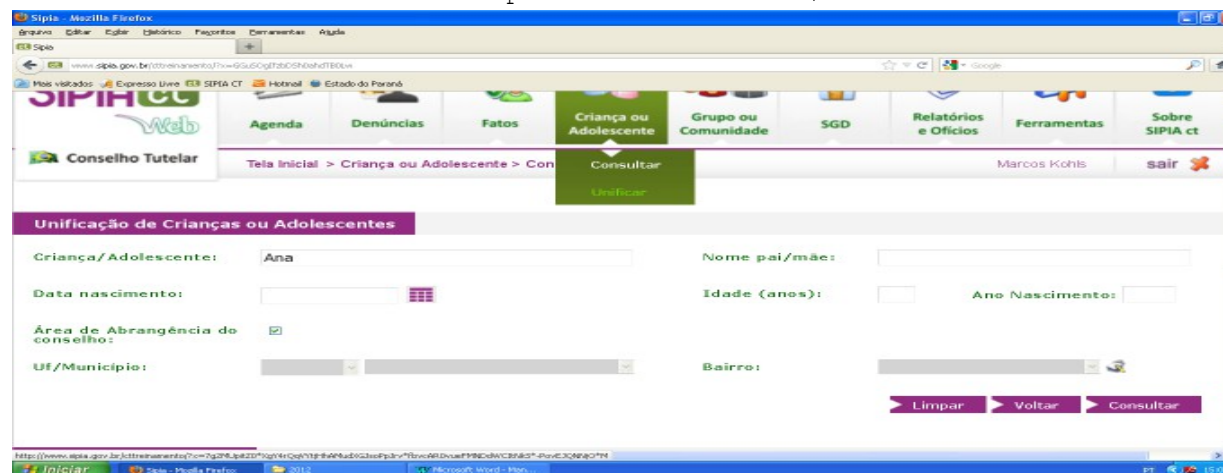 Sipia - Mozilla Firefox
Arquivo Editar Exibir Histórico Favoritos Ferramentas Ajuda
Sipia
Mais visitados Expresso Livre SIPIA CT Hotmail Estado do Paraná
SIPIA CT Web
Agenda Denúncias Fatos Criança ou Adolescente Grupo ou Comunidade SGD Relatórios e Ofícios Ferramentas Sobre SIPIA ct
Conselho Tutelar
Tela Inicial > Criança ou Adolescente > Con
Consultar
Marcos Kohls
sair
Unificar
Unificação de Crianças ou Adolescentes
Criança/Adolescente: Ana Nome pai/mãe:
Data nascimento: Idade (anos): Ano Nascimento:
Área de Abrangência do conselho:
Uf/Município: Bairro:
Limpar Voltar Consultar
Iniciar Sipia - Mozilla Firefox 2012 Microsoft Word - Man... PT